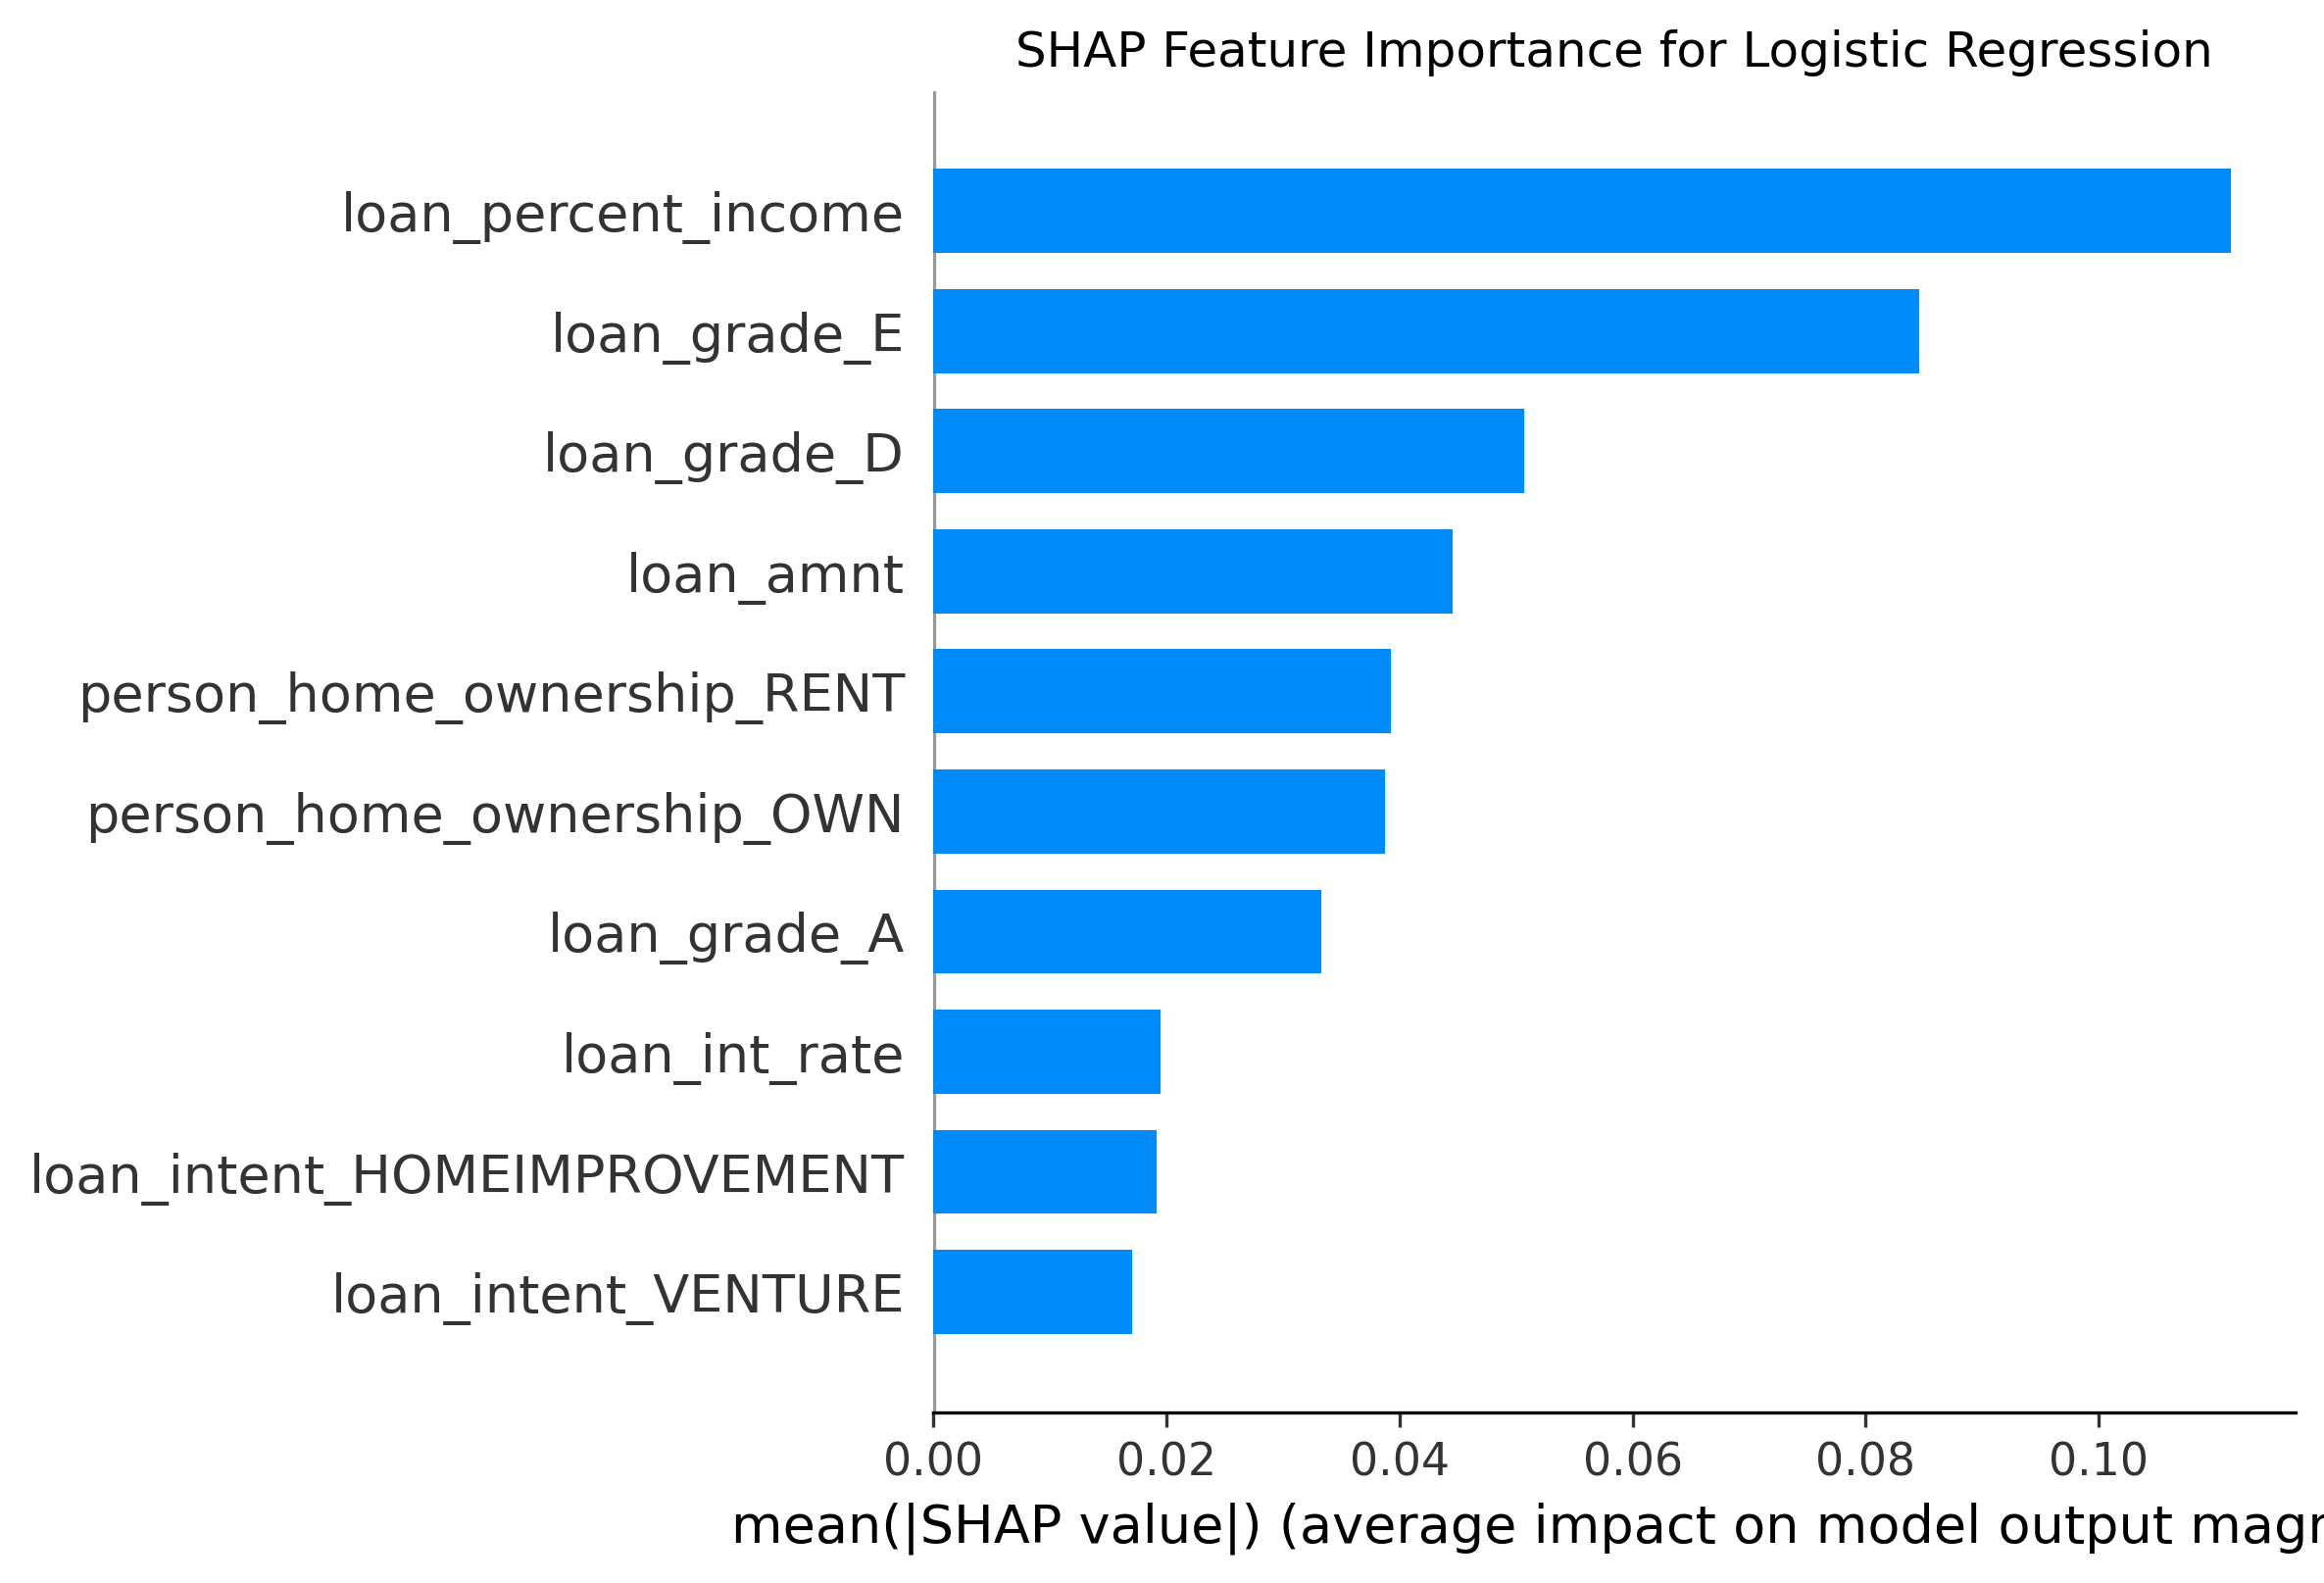 SHAP Feature Importance for Logistic Regression
loan_percent_income
loan_grade_E
loan_grade_D
loan_amnt
person_home_ownership_RENT
person_home_ownership_OWN
loan_grade_A
loan_int_rate
loan_intent_HOMEIMPROVEMENT
loan_intent_VENTURE
0.00 0.02 0.04 0.06 0.08 0.10
mean(|SHAP value|) (average impact on model output